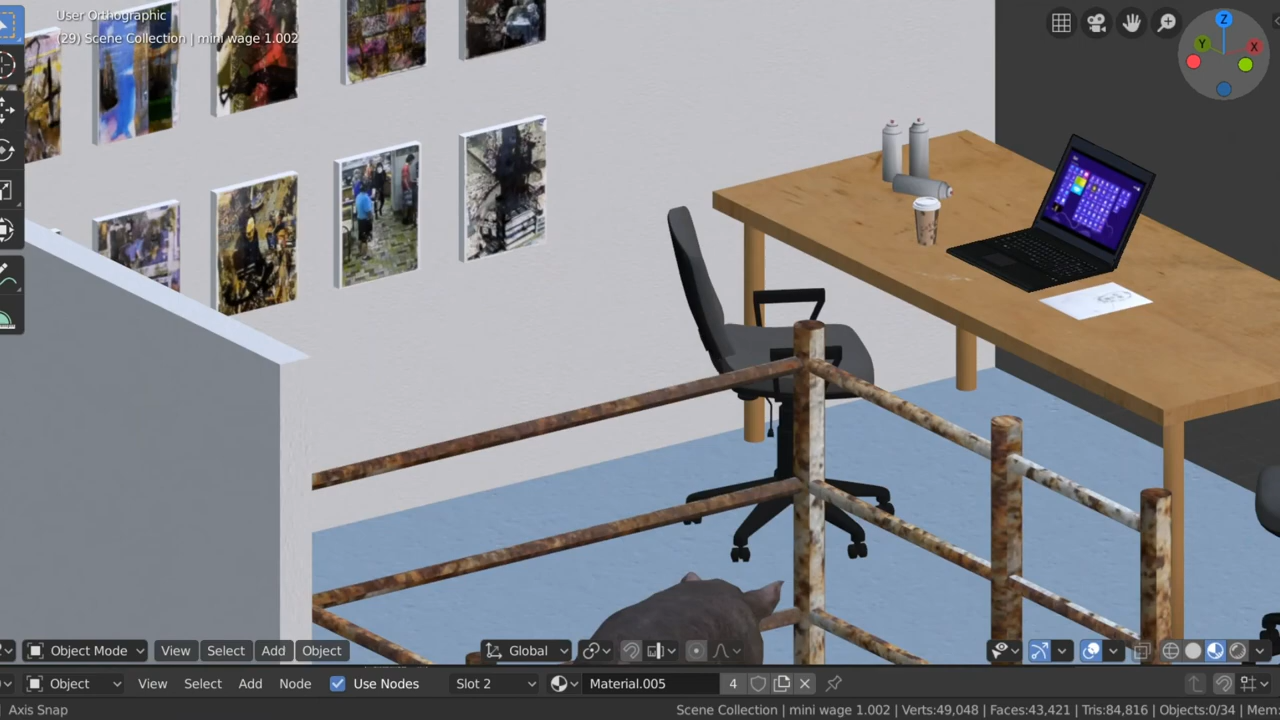 User Orthographic
(29) Scene Collection | mini wage 1.002
Z
Y
X
Object Mode
View
Select
Add
Object
Global
Object
View
Select
Add
Node
Use Nodes
Slot 2
Material.005
4
Axis Snap
Scene Collection | mini wage 1.002 | Verts:49,048 | Faces:43,421 | Tris:84,816 | Objects:0/34 | Mem: